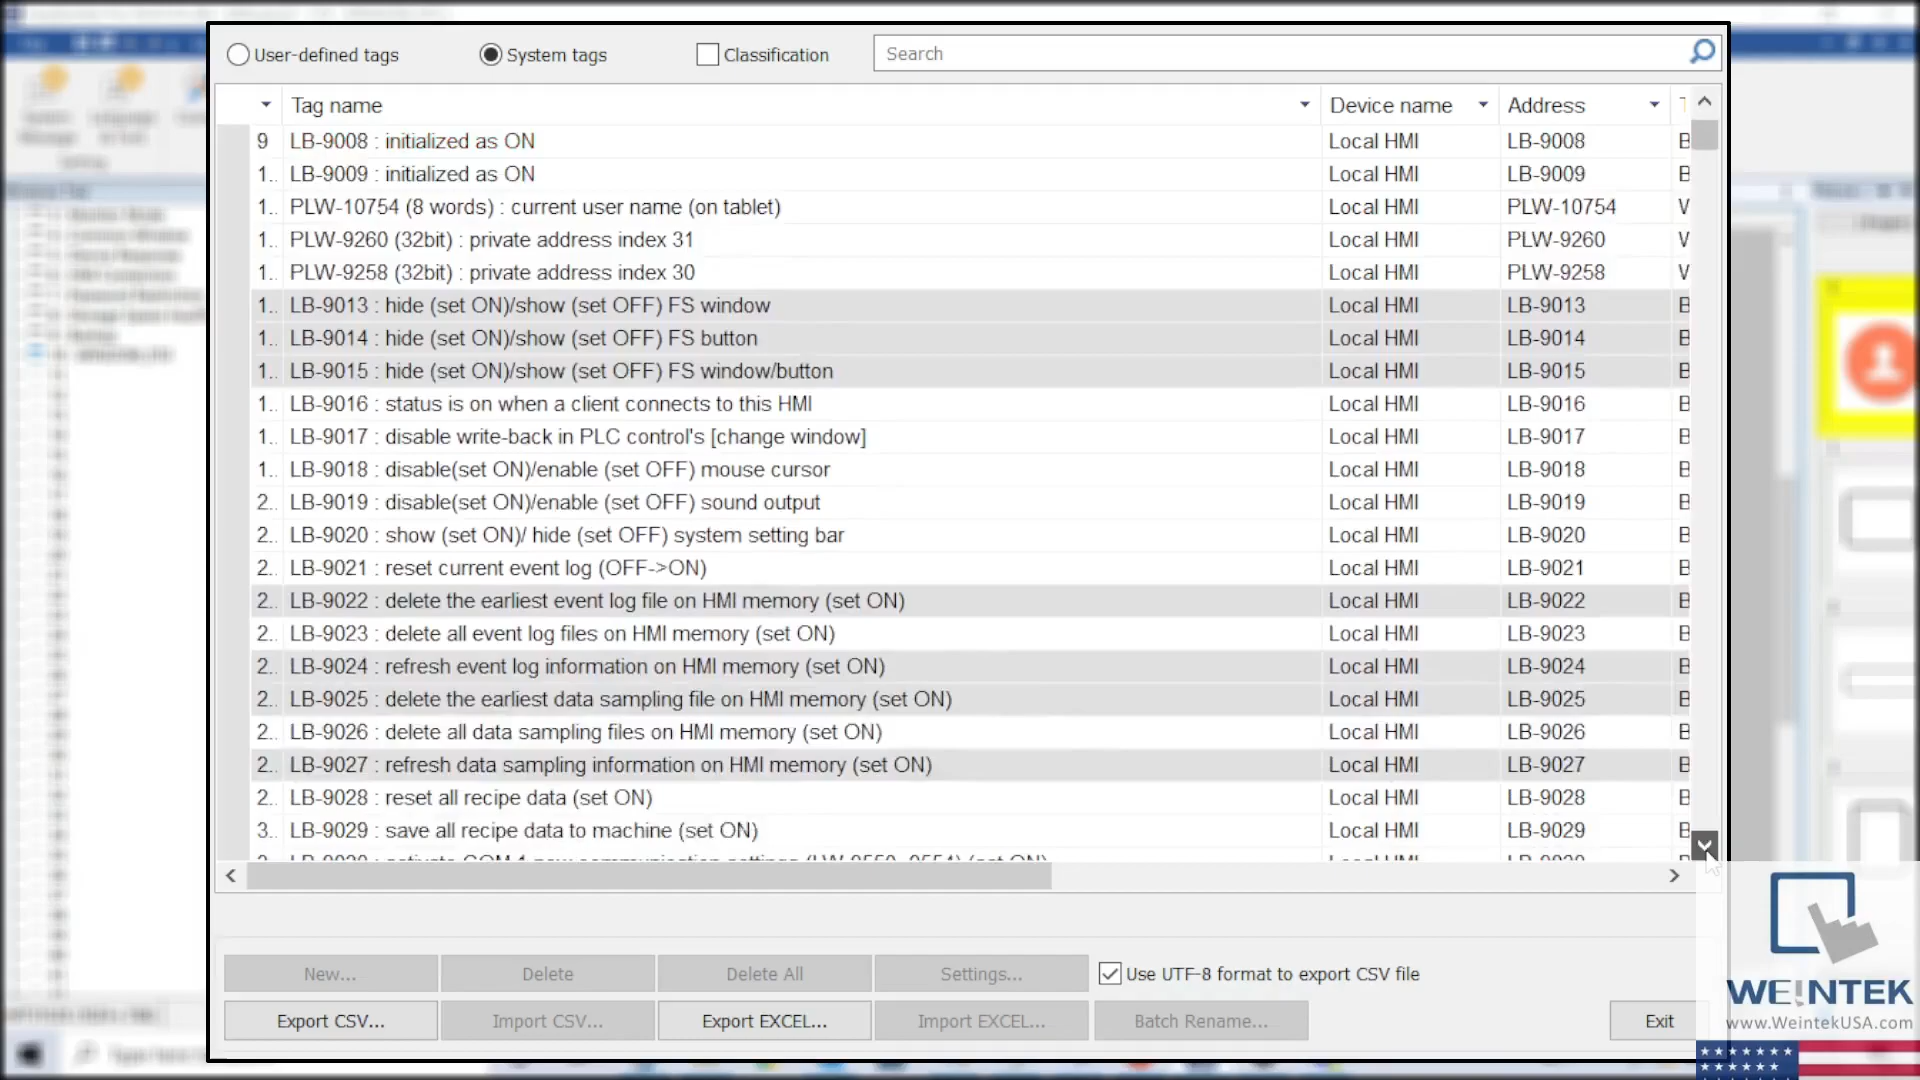 User-defined tags System tags Classification Search
Tag name Device name Address
9 LB-9008 : initialized as ON Local HMI LB-9008 B
1.. LB-9009 : initialized as ON Local HMI LB-9009 B
1.. PLW-10754 (8 words) : current user name (on tablet) Local HMI PLW-10754
1.. PLW-9260 (32bit) : private address index 31 Local HMI PLW-9260
1.. PLW-9258 (32bit) : private address index 30 Local HMI PLW-9258
1.. LB-9013 : hide (set ON)/show (set OFF) FS window Local HMI LB-9013 B
1.. LB-9014 : hide (set ON)/show (set OFF) FS button Local HMI LB-9014 B
1.. LB-9015 : hide (set ON)/show (set OFF) FS window/button Local HMI LB-9015 B
1.. LB-9016 : status is on when a client connects to this HMI Local HMI LB-9016 B
1.. LB-9017 : disable write-back in PLC control's [change window] Local HMI LB-9017 B
1.. LB-9018 : disable(set ON)/enable (set OFF) mouse cursor Local HMI LB-9018 B
2.. LB-9019 : disable(set ON)/enable (set OFF) sound output Local HMI LB-9019 B
2.. LB-9020 : show (set ON)/ hide (set OFF) system setting bar Local HMI LB-9020 B
2.. LB-9021 : reset current event log (OFF->ON) Local HMI LB-9021 B
2.. LB-9022 : delete the earliest event log file on HMI memory (set ON) Local HMI LB-9022 B
2.. LB-9023 : delete all event log files on HMI memory (set ON) Local HMI LB-9023 B
2.. LB-9024 : refresh event log information on HMI memory (set ON) Local HMI LB-9024 B
2.. LB-9025 : delete the earliest data sampling file on HMI memory (set ON) Local HMI LB-9025 B
2.. LB-9026 : delete all data sampling files on HMI memory (set ON) Local HMI LB-9026 B
2.. LB-9027 : refresh data sampling information on HMI memory (set ON) Local HMI LB-9027 B
2.. LB-9028 : reset all recipe data (set ON) Local HMI LB-9028 B
3.. LB-9029 : save all recipe data to machine (set ON) Local HMI LB-9029 B
New... Delete Delete All Settings... Use UTF-8 format to export CSV file
Export CSV... Import CSV... Export EXCEL... Import EXCEL... Batch Rename... Exit
WEINTEK
www.WeintekUSA.com